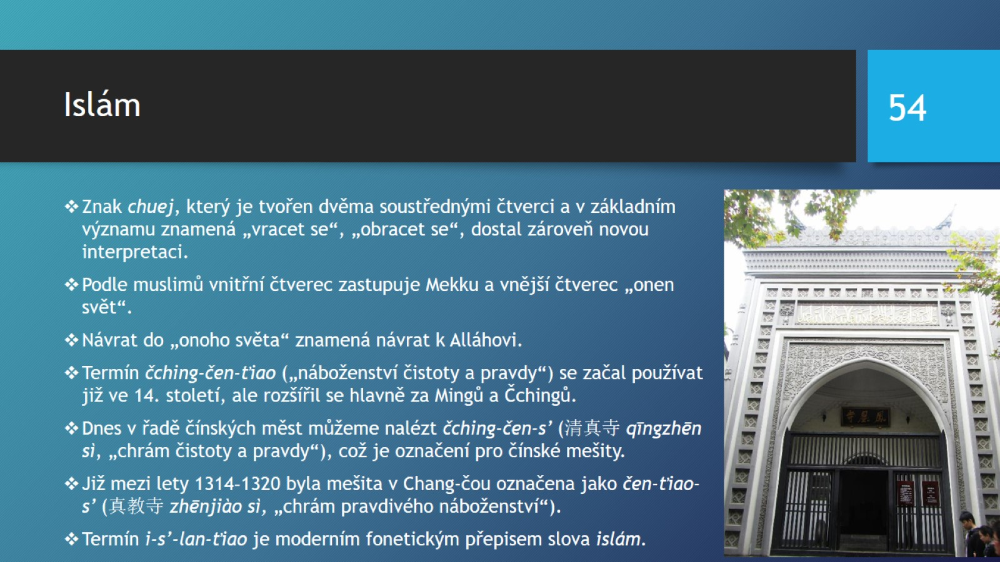 Islám
54
❖Znak chuej, který je tvořen dvěma soustřednými čtverci a v základním
významu znamená „vracet se“, „obracet se“, dostal zároveň novou
interpretaci.
❖Podle muslimů vnitřní čtverec zastupuje Mekku a vnější čtverec „onen
svět“.
❖Návrat do „onoho světa“ znamená návrat k Alláhovi.
❖Termín čching-čen-ťiao („náboženství čistoty a pravdy“) se začal používat
již ve 14. století, ale rozšířil se hlavně za Mingů a Čchingů.
❖Dnes v řadě čínských měst můžeme nalézt čching-čen-s’ (清真寺 qīngzhēn
sì, „chrám čistoty a pravdy“), což je označení pro čínské mešity.
❖Již mezi lety 1314–1320 byla mešita v Chang-čou označena jako čen-ťiao-
s’ (真教寺 zhēnjiào sì, „chrám pravdivého náboženství“).
❖Termín i-s’-lan-ťiao je moderním fonetickým přepisem slova islám.
寺凰鳳